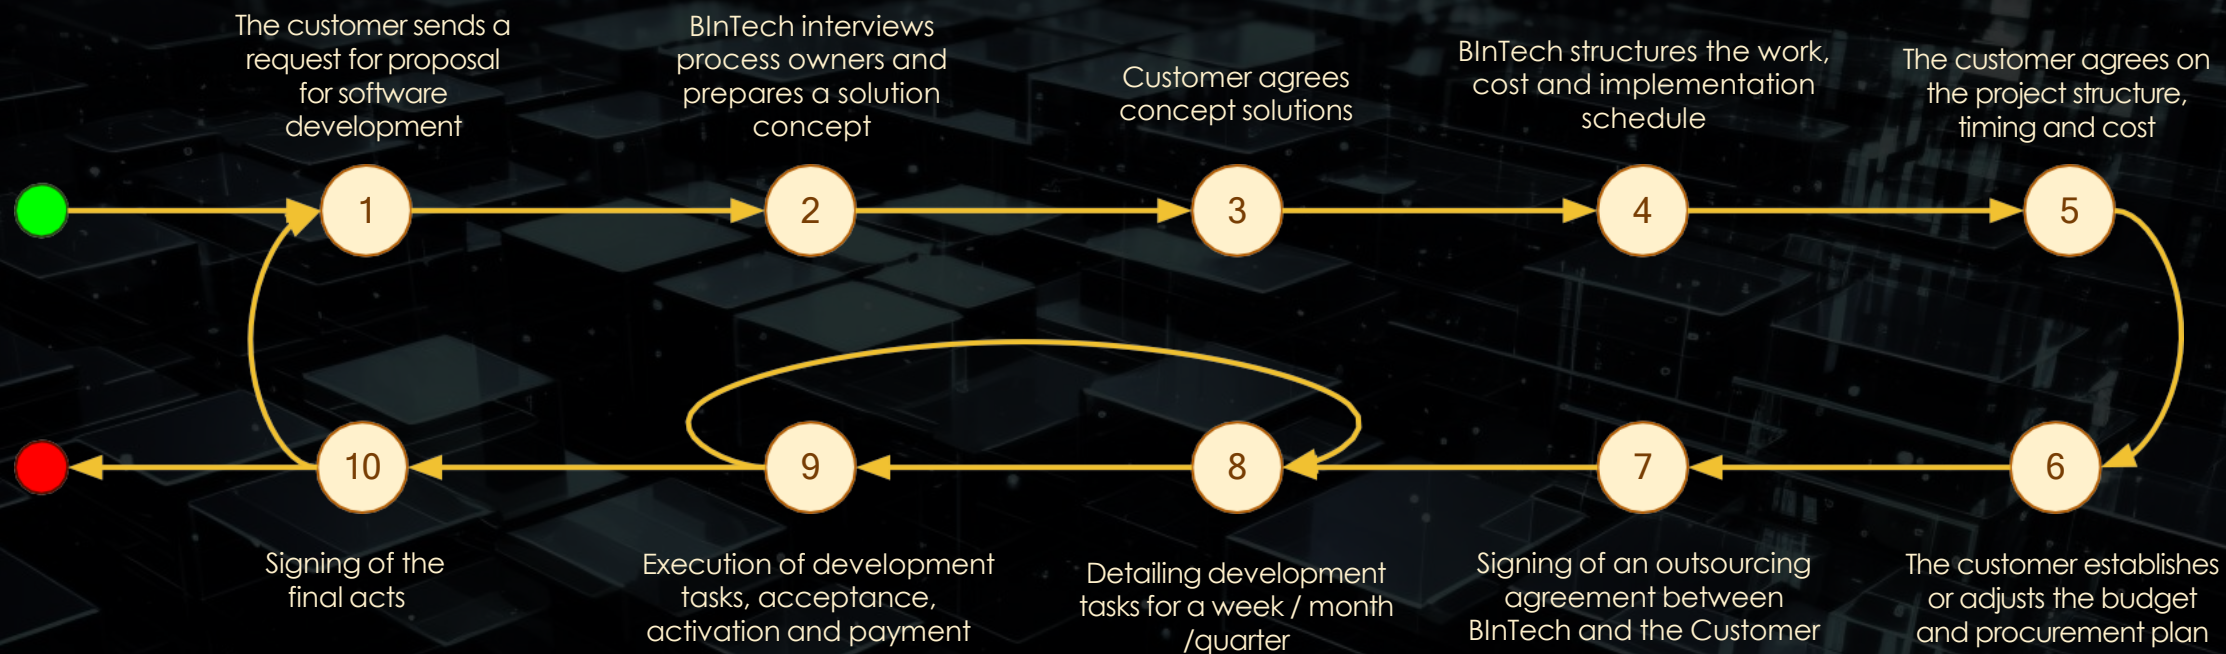 The customer sends a
request for proposal
for software
development
BInTech interviews
process owners and
prepares a solution
concept
Customer agrees
concept solutions
BInTech structures the work,
cost and implementation
schedule
The customer agrees on
the project structure,
timing and cost
1
2
3
4
5
10
9
8
7
6
Signing of the
final acts
Execution of development
tasks, acceptance,
activation and payment
Detailing development
tasks for a week / month
/quarter
Signing of an outsourcing
agreement between
BInTech and the Customer
The customer establishes
or adjusts the budget
and procurement plan